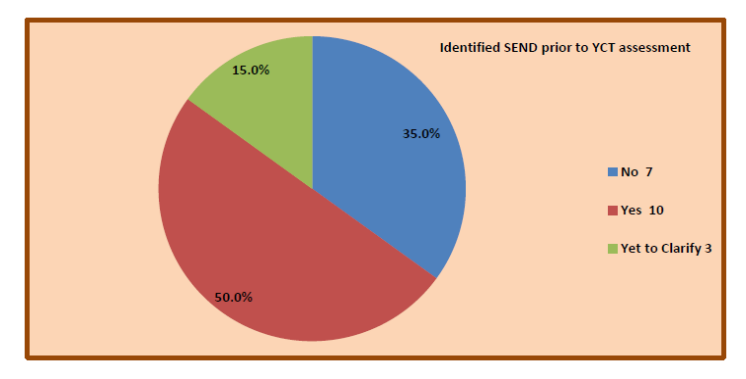 Identified SEND prior to YCT assessment
15.0%
35.0%
No 7
Yes 10
Yet to Clarify 3
50.0%